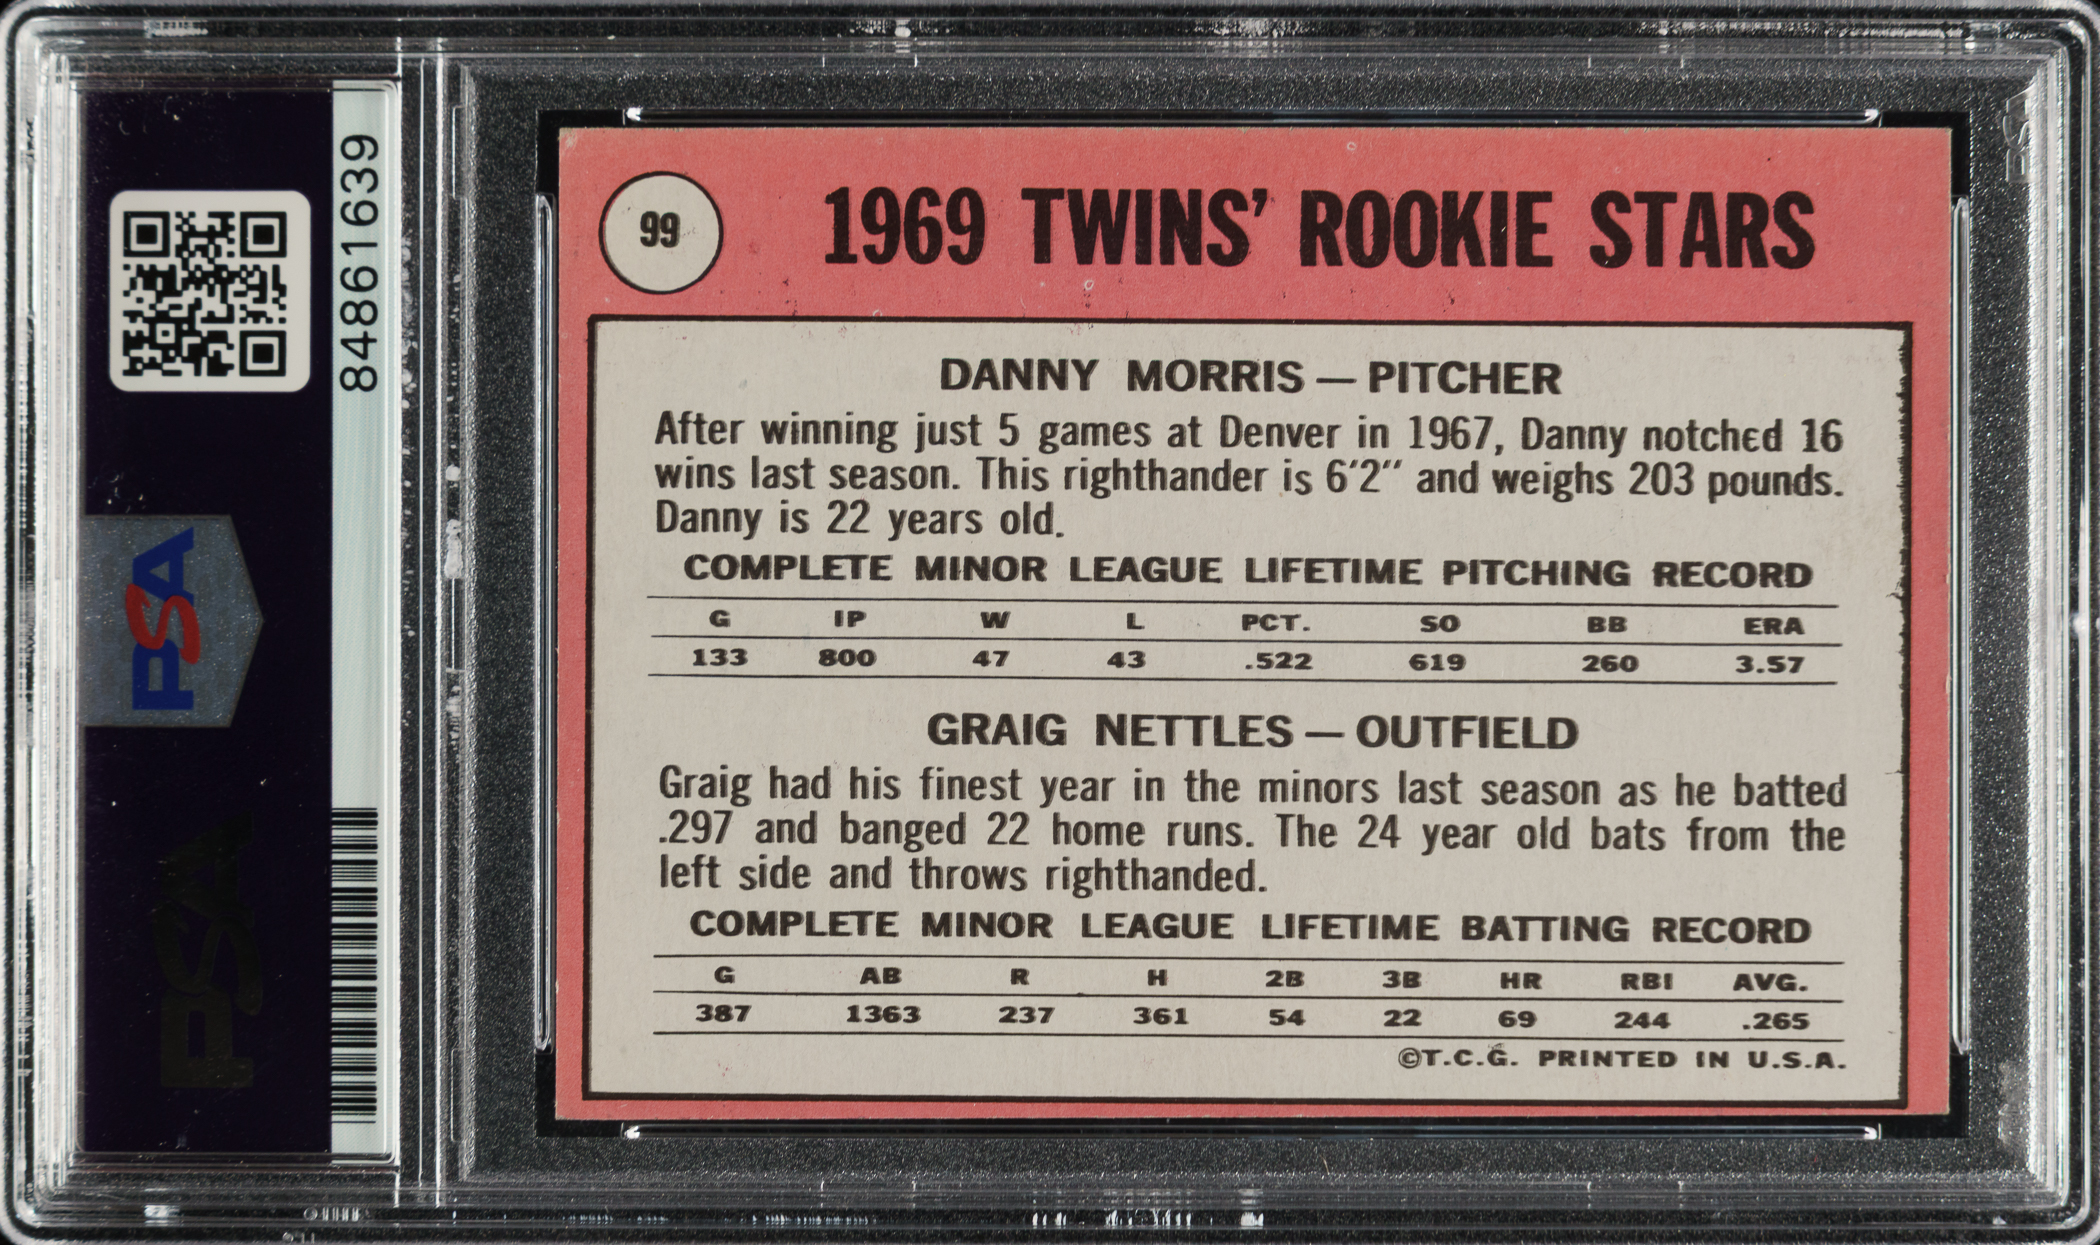 84861639
PSA
PSA
99
1969 TWINS' ROOKIE STARS
DANNY MORRIS — PITCHER
After winning just 5 games at Denver in 1967, Danny notched 16
wins last season. This righthander is 6'2" and weighs 203 pounds.
Danny is 22 years old.
COMPLETE MINOR LEAGUE LIFETIME PITCHING RECORD
G IP W L PCT. SO BB ERA
133 800 47 43 .522 619 260 3.57
GRAIG NETTLES — OUTFIELD
Graig had his finest year in the minors last season as he batted
.297 and banged 22 home runs. The 24 year old bats from the
left side and throws righthanded.
COMPLETE MINOR LEAGUE LIFETIME BATTING RECORD
G AB R H 2B 3B HR RBI AVG.
387 1363 237 361 54 22 69 244 .265
©T.C.G. PRINTED IN U.S.A.
PSA